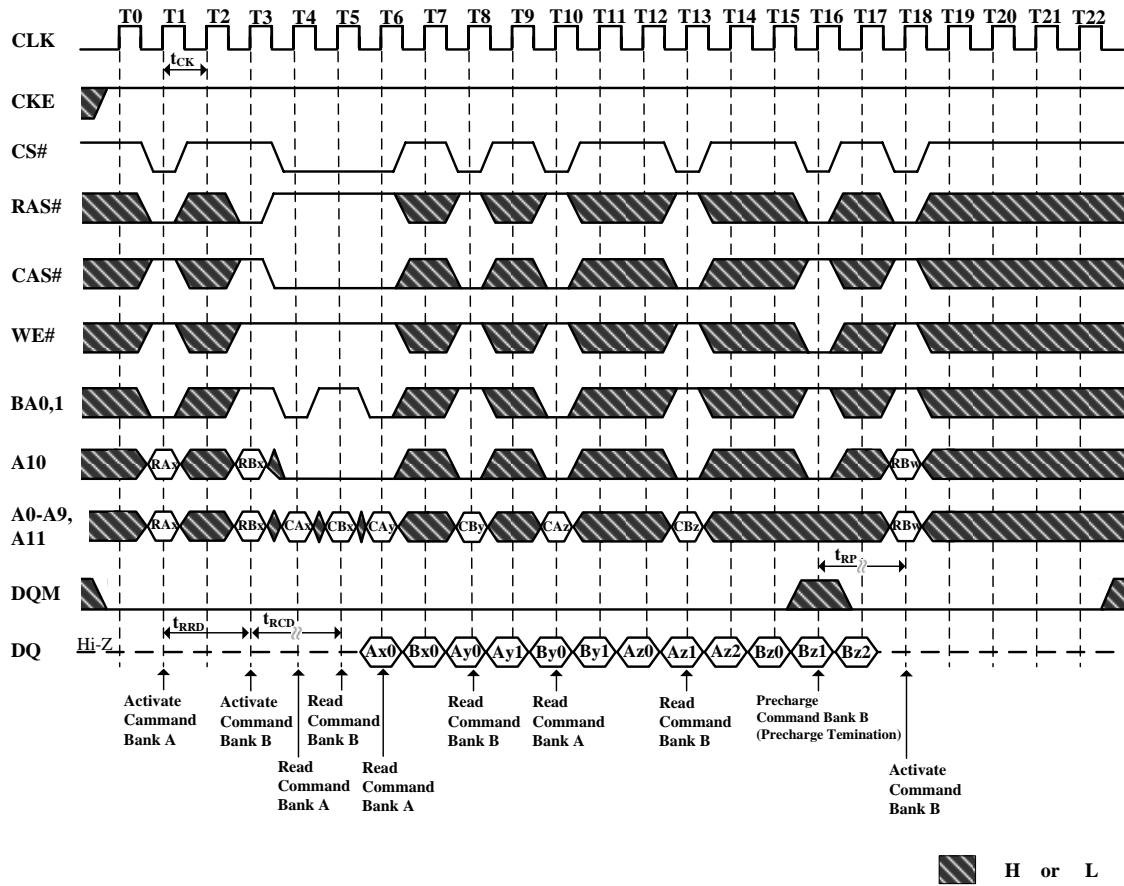 T0 T1 T2 T3 T4 T5 T6 T7 T8 T9 T10 T11 T12 T13 T14 T15 T16 T17 T18 T19 T20 T21 T22
CLK
tCK
CKE
CS#
RAS#
CAS#
WE#
BA0,1
A10
RAx RBx RBw
A0-A9,
A11
RAx RBx CAx CBx CAy CBy CAz CBz RBw
tRP
DQM
tRRD tRCD
DQ
Hi-Z
Ax0 Bx0 Ay0 Ay1 By0 By1 Az0 Az1 Az2 Bz0 Bz1 Bz2
Activate
Cammand
Bank A
Activate
Command
Bank B
Read
Command
Bank A
Read
Command
Bank B
Read
Command
Bank A
Read
Command
Bank B
Read
Command
Bank A
Read
Command
Bank B
Precharge
Command Bank B
(Precharge Temination)
Activate
Command
Bank B
H or L